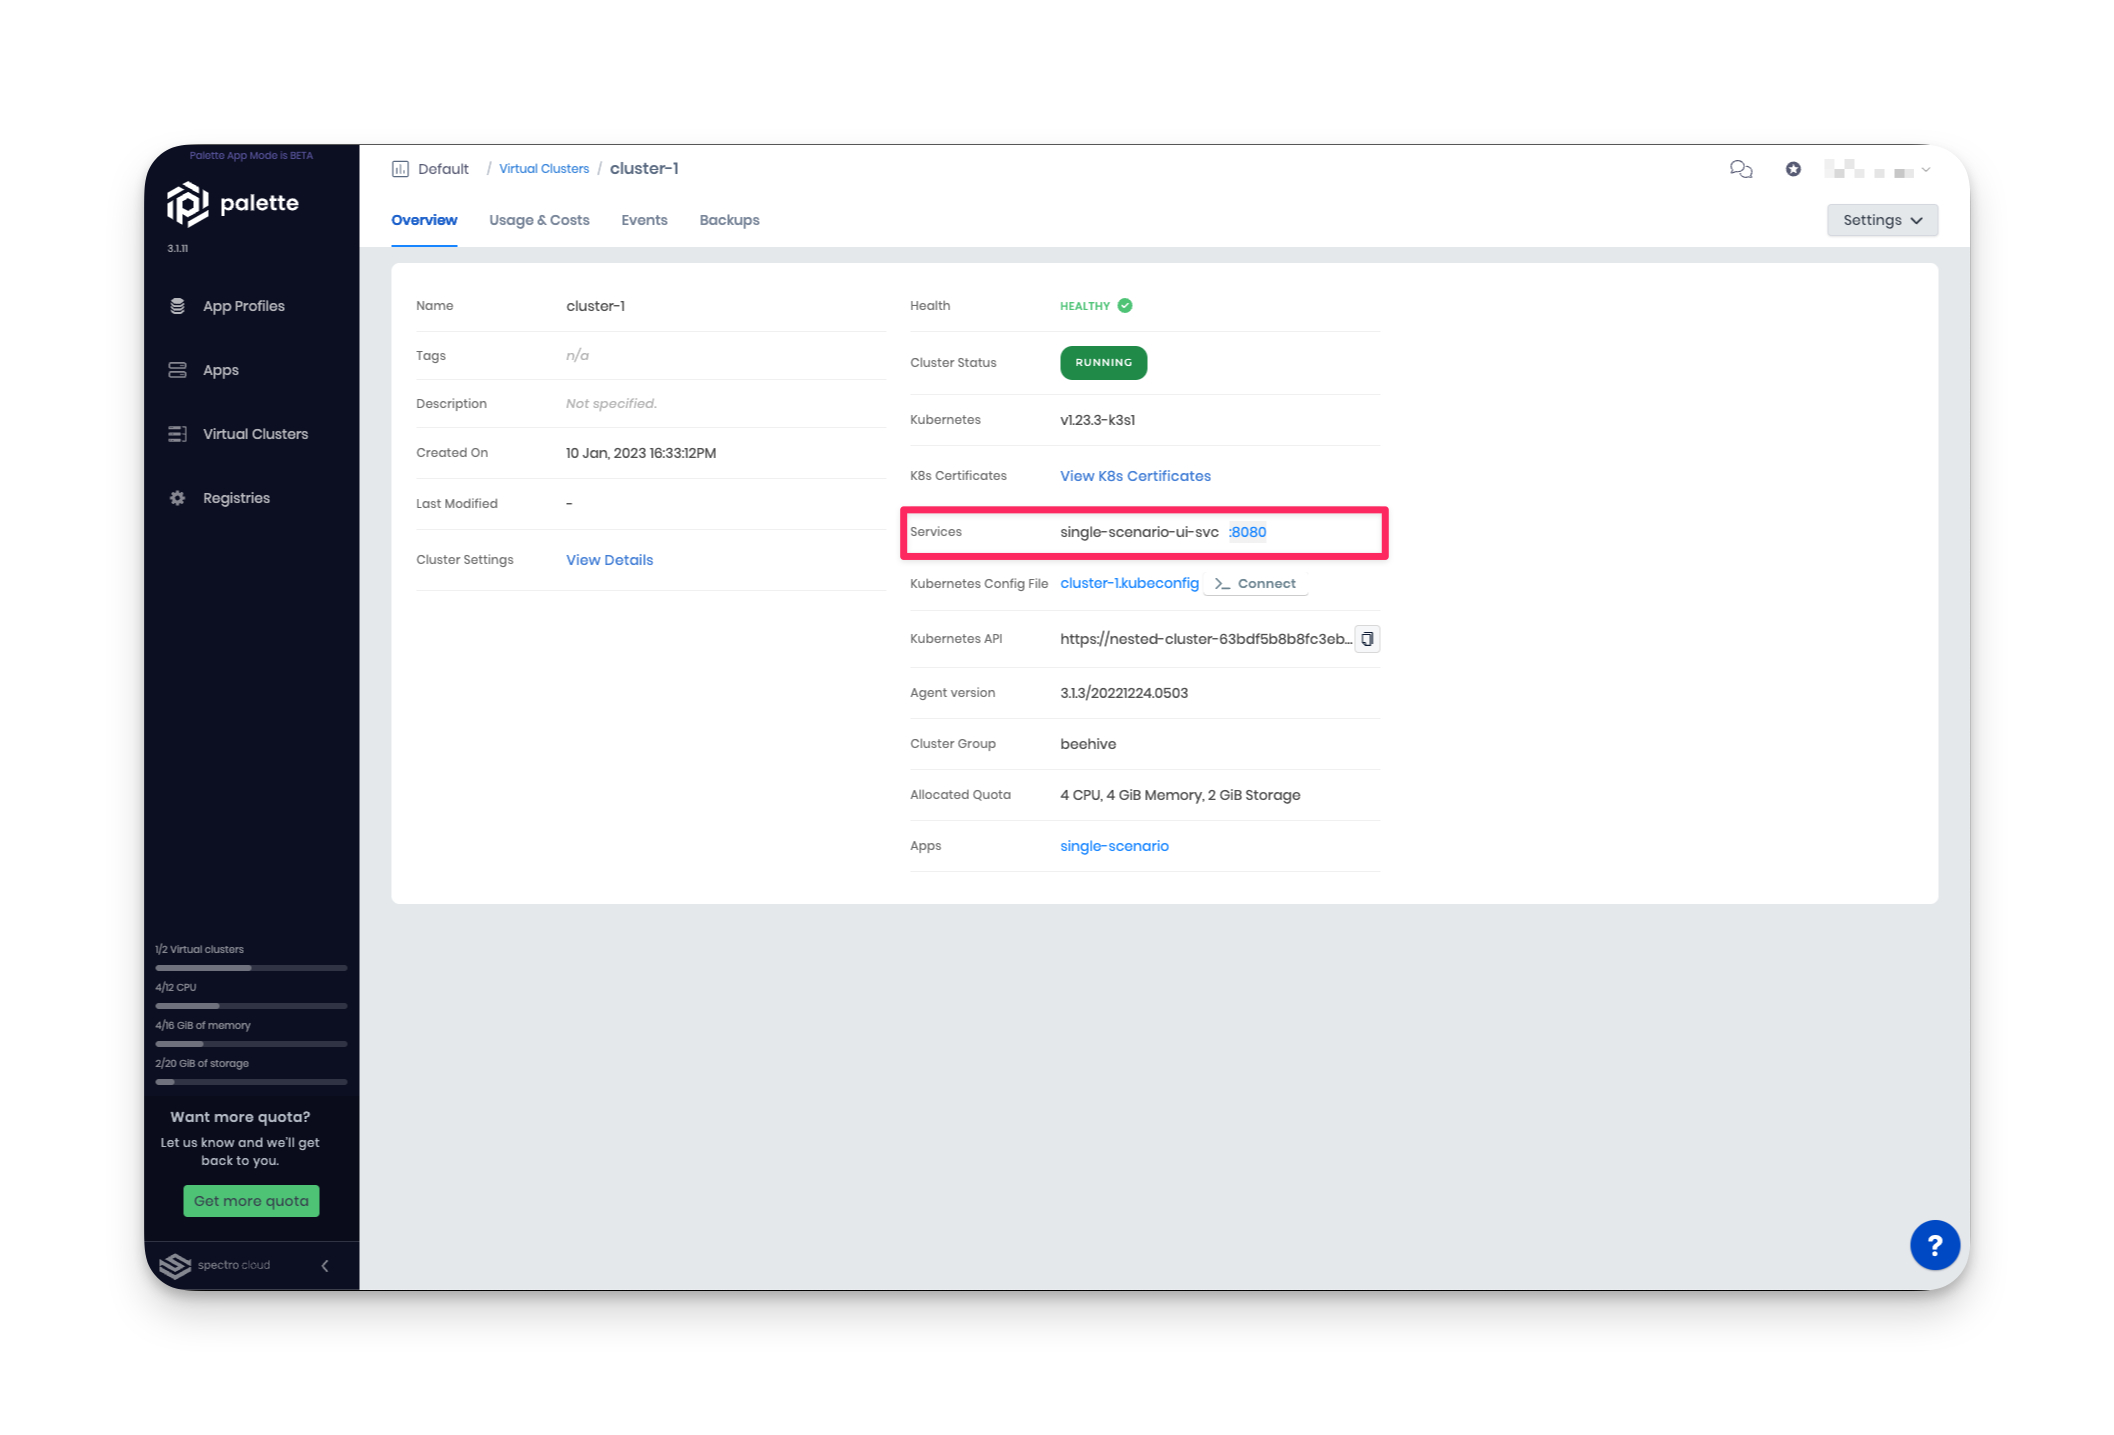 Palette App Mode is BETA
palette
3.1.11
App Profiles
Apps
Virtual Clusters
Registries
1/2 Virtual clusters
4/12 CPU
4/16 GiB of memory
2/20 GiB of storage
Want more quota?
Let us know and we'll get
back to you.
Get more quota
spectro cloud
Default / Virtual Clusters / cluster-1
Overview Usage & Costs Events Backups
Settings
Name cluster-1
Tags n/a
Description Not specified.
Created On 10 Jan, 2023 16:33:12PM
Last Modified -
Cluster Settings View Details
Health HEALTHY
Cluster Status RUNNING
Kubernetes v1.23.3-k3s1
K8s Certificates View K8s Certificates
Services single-scenario-ui-svc :8080
Kubernetes Config File cluster-1.kubeconfig >_ Connect
Kubernetes API https://nested-cluster-63bdf5b8b8fc3eb...
Agent version 3.1.3/20221224.0503
Cluster Group beehive
Allocated Quota 4 CPU, 4 GiB Memory, 2 GiB Storage
Apps single-scenario
?